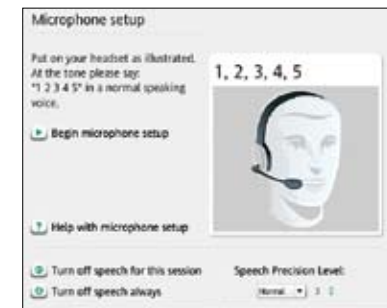 Microphone setup
Put on your headset as illustrated.
At the tone please say:
"1 2 3 4 5" in a normal speaking
voice.
1, 2, 3, 4, 5
Begin microphone setup
? Help with microphone setup
Turn off speech for this session
Turn off speech always
Speech Precision Level:
Normal 3